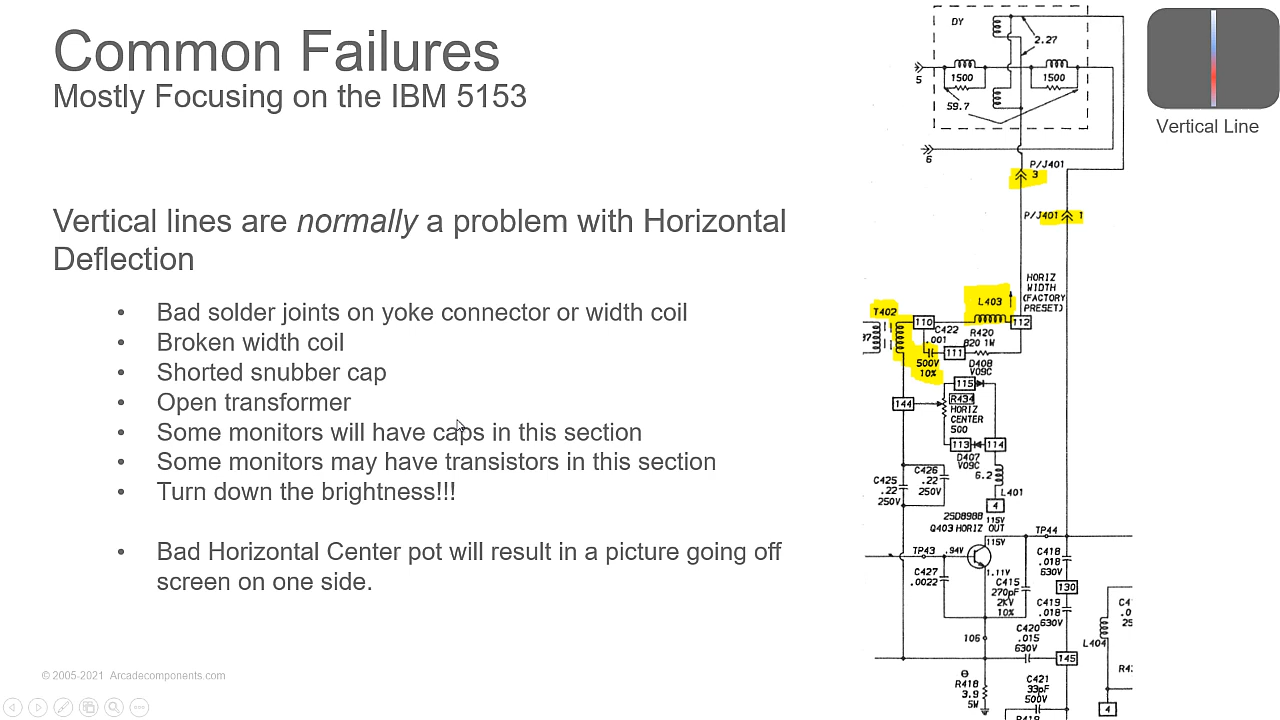 Common Failures
Mostly Focusing on the IBM 5153
Vertical lines are normally a problem with Horizontal
Deflection
• Bad solder joints on yoke connector or width coil
• Broken width coil
• Shorted snubber cap
• Open transformer
• Some monitors will have caps in this section
• Some monitors may have transistors in this section
• Turn down the brightness!!!
• Bad Horizontal Center pot will result in a picture going off
screen on one side.
© 2005-2021 Arcadecomponents.com
Vertical Line
DY
2.27
5
1500
1500
59.7
6
P/J401
3
P/J401
1
HORIZ
WIDTH
(FACTORY
PRESET)
L403
T402
110
112
C422
.001
R420
820 1W
111
500V
10%
D408
V09C
115
144
R434
HORIZ
CENTER
500
113
114
D407
V09C
C425
.22
250V
C426
.22
250V
6.2
L401
4
2SD898B
Q403 HORIZ OUT
115V
115V
TP44
TP43
.94V
1.11V
C427
.0022
C415
270pF
2KV
10%
C418
.018
630V
130
C419
.018
630V
106
C420
.015
630V
145
L404
R418
3.9
5W
C421
33pF
500V
4
R419